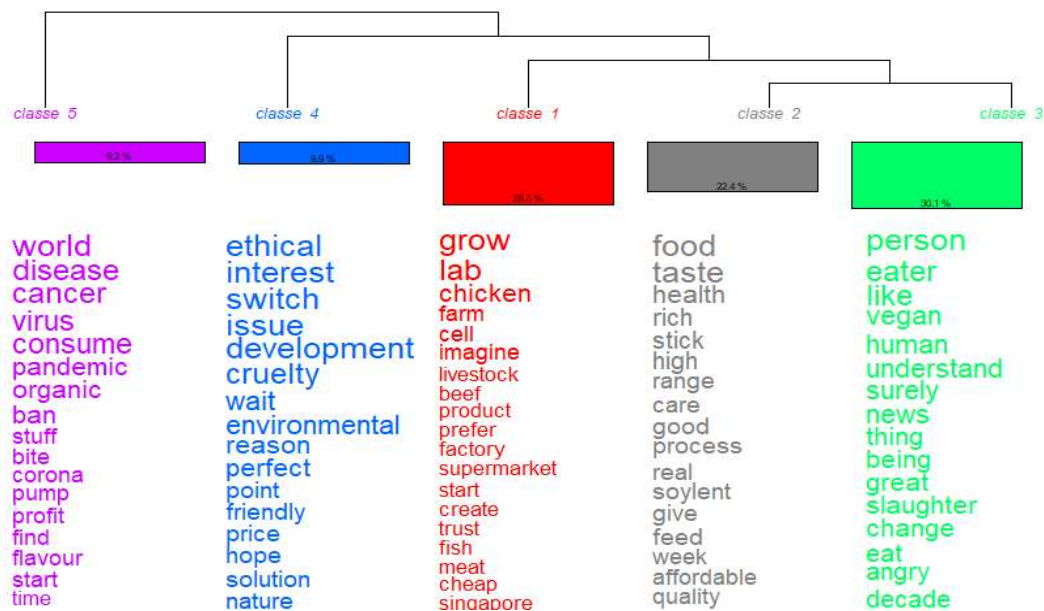 classe 5
classe 4
classe 1
classe 2
classe 3
9.2 %
9.9 %
22.4 %
30.1 %
world
disease
cancer
virus
consume
pandemic
organic
ban
stuff
bite
corona
pump
profit
find
flavour
start
time
ethical
interest
switch
issue
development
cruelty
wait
environmental
reason
perfect
point
friendly
price
hope
solution
nature
grow
lab
chicken
farm
cell
imagine
livestock
beef
product
prefer
factory
supermarket
start
create
trust
fish
meat
cheap
singapore
food
taste
health
rich
stick
high
range
care
good
process
real
soylent
give
feed
week
affordable
quality
person
eater
like
vegan
human
understand
surely
news
thing
being
great
slaughter
change
eat
angry
decade